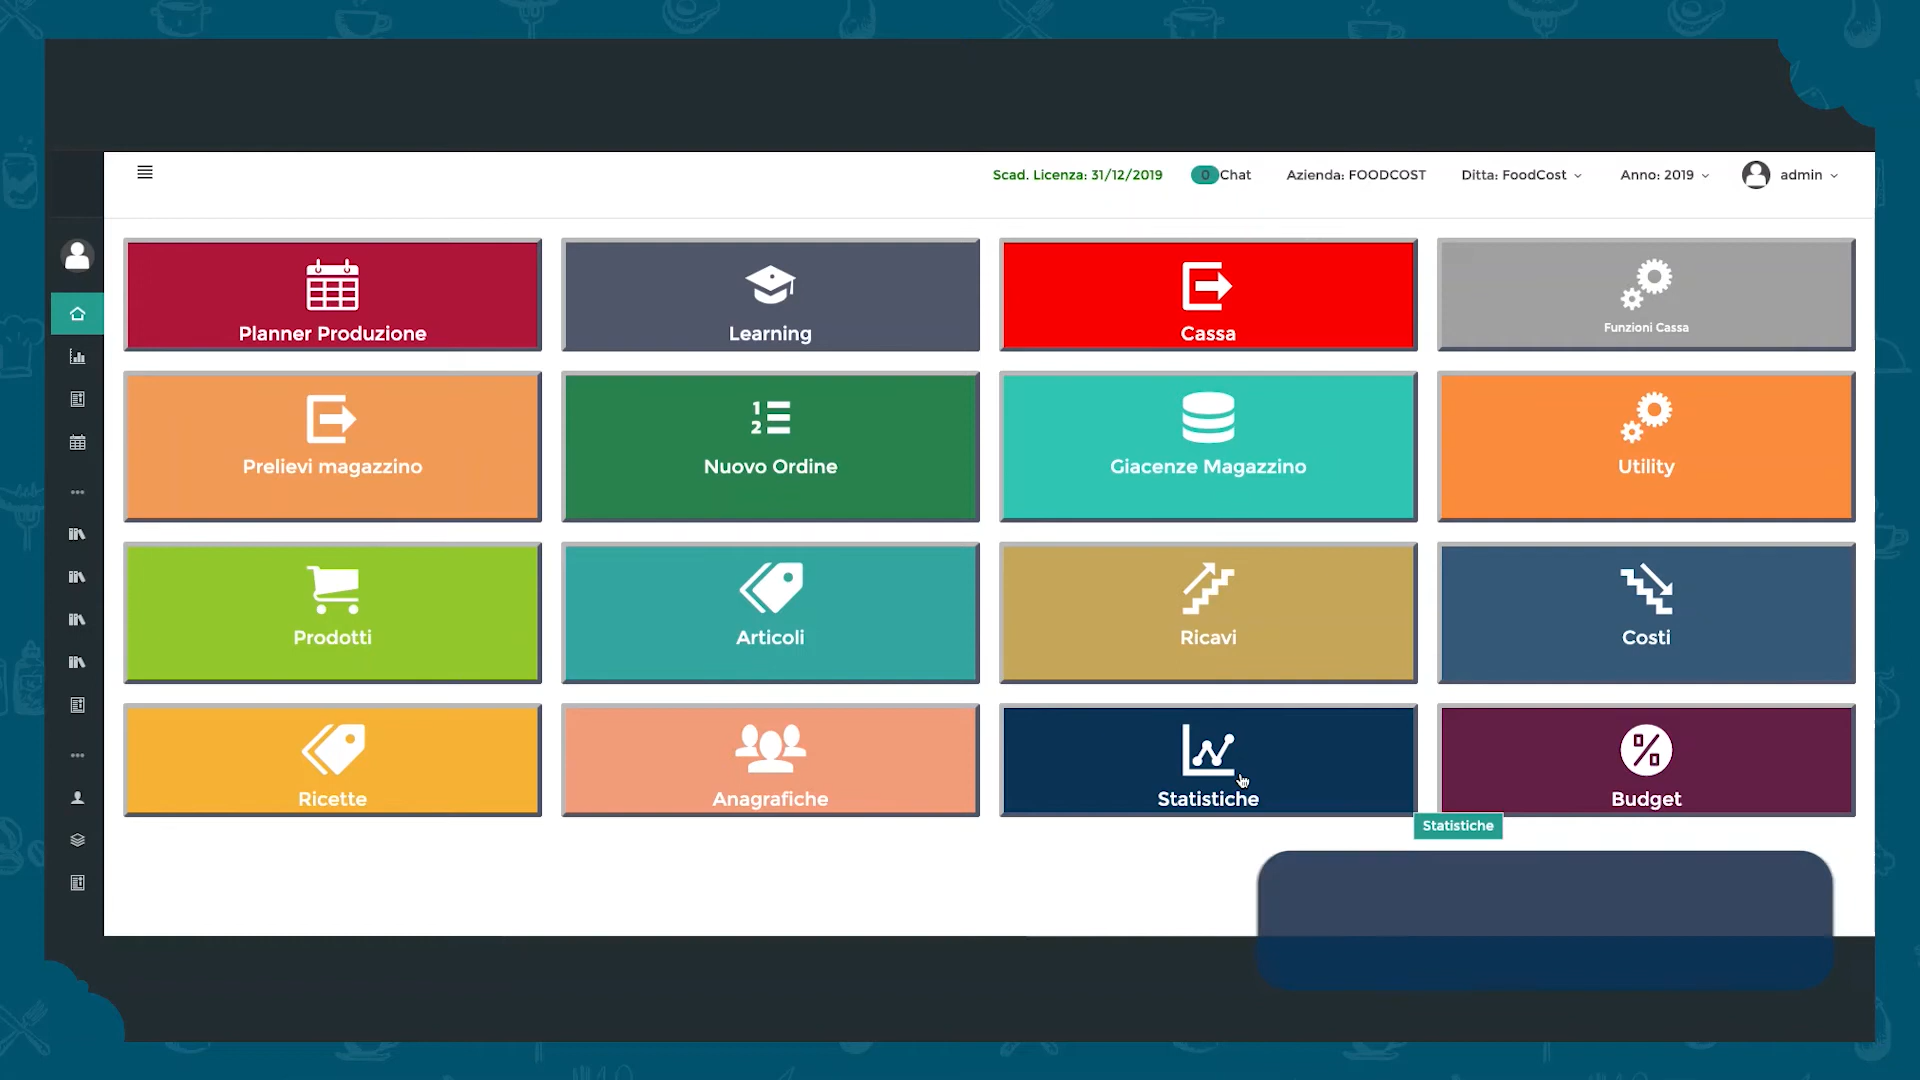 Scad. Licenza: 31/12/2019
0 Chat
Azienda: FOODCOST
Ditta: FoodCost
Anno: 2019
admin
Planner Produzione
Learning
Cassa
Funzioni Cassa
Prelievi magazzino
Nuovo Ordine
Giacenze Magazzino
Utility
Prodotti
Articoli
Ricavi
Costi
Ricette
Anagrafiche
Statistiche
Budget
Statistiche